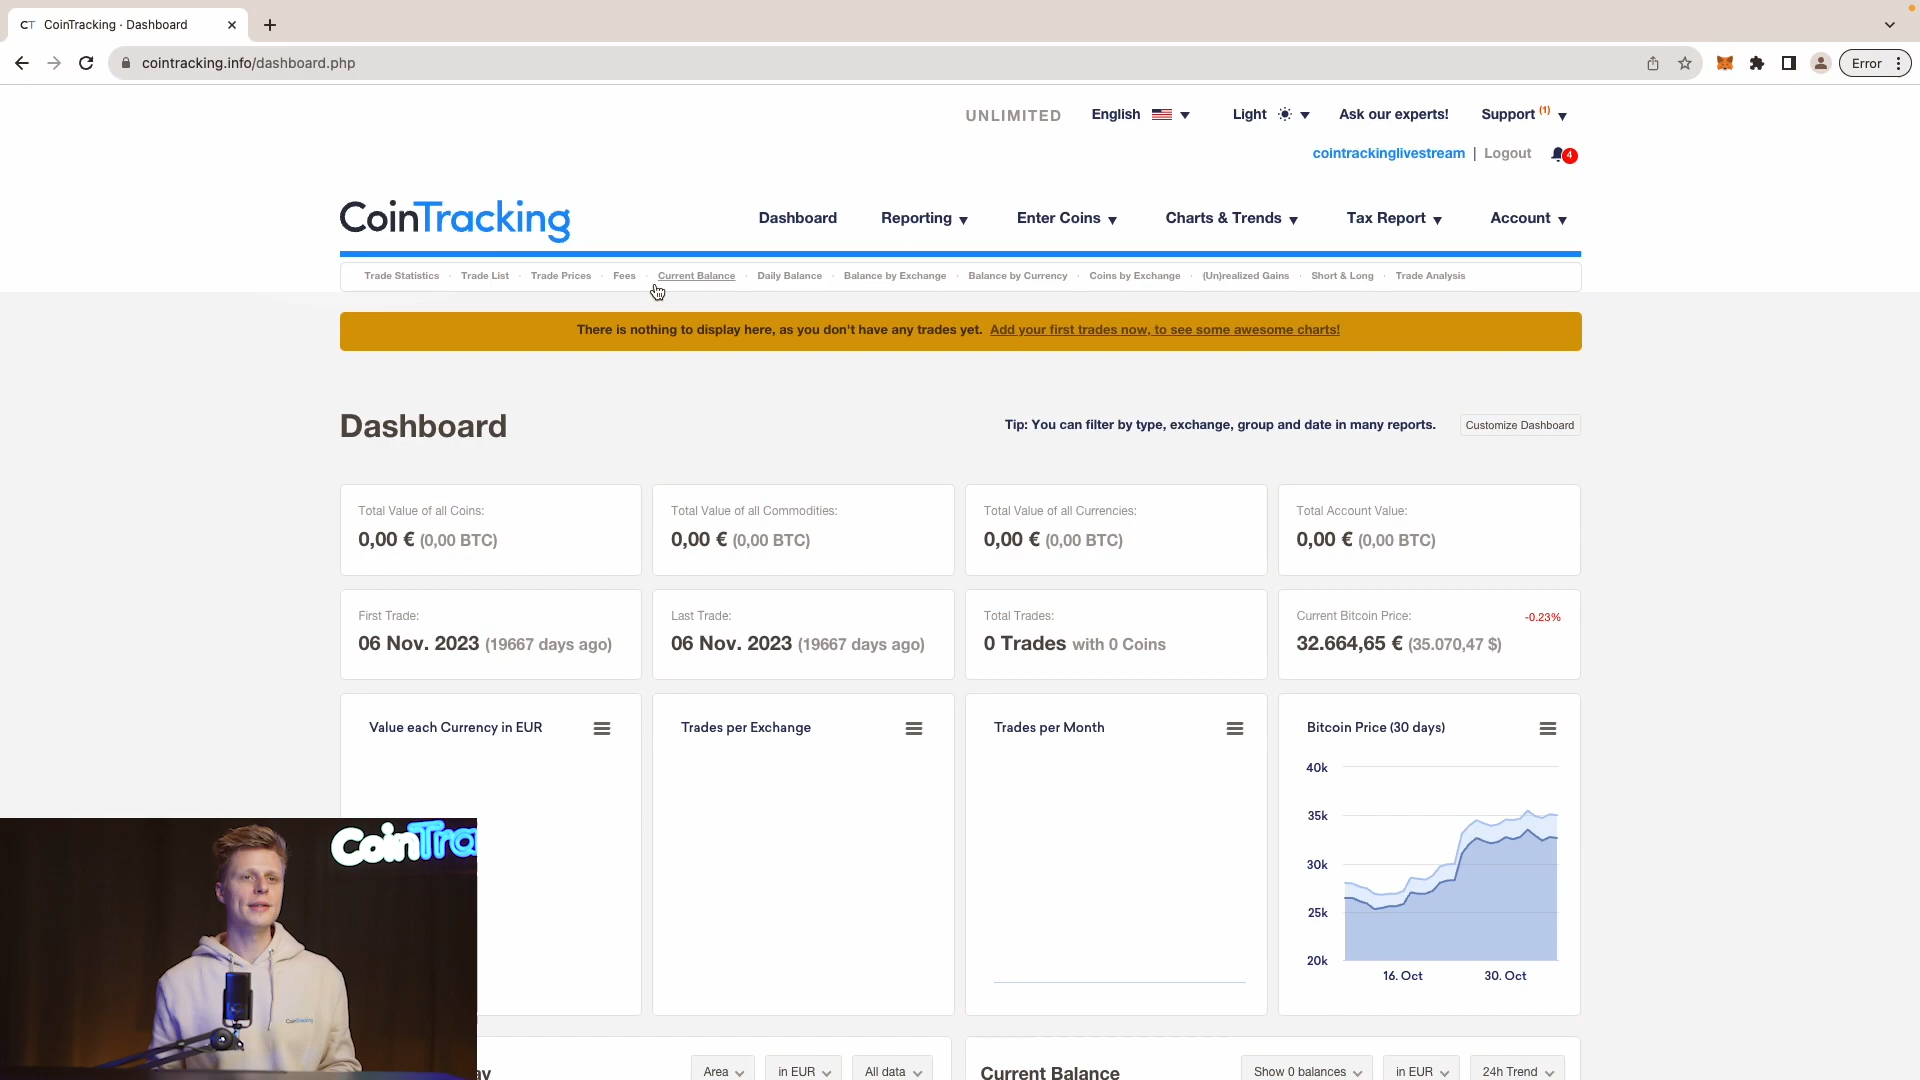 CT CoinTracking · Dashboard
cointracking.info/dashboard.php
Error
UNLIMITED English Light Ask our experts! Support (1)
cointrackinglivestream | Logout 4
CoinTracking
Dashboard Reporting Enter Coins Charts & Trends Tax Report Account
Trade Statistics · Trade List · Trade Prices · Fees · Current Balance · Daily Balance · Balance by Exchange · Balance by Currency · Coins by Exchange · (Un)realized Gains · Short & Long · Trade Analysis
There is nothing to display here, as you don't have any trades yet. Add your first trades now, to see some awesome charts!
Dashboard
Tip: You can filter by type, exchange, group and date in many reports. Customize Dashboard
Total Value of all Coins:
0,00 € (0,00 BTC)
Total Value of all Commodities:
0,00 € (0,00 BTC)
Total Value of all Currencies:
0,00 € (0,00 BTC)
Total Account Value:
0,00 € (0,00 BTC)
First Trade:
06 Nov. 2023 (19667 days ago)
Last Trade:
06 Nov. 2023 (19667 days ago)
Total Trades:
0 Trades with 0 Coins
Current Bitcoin Price: -0.23%
32.664,65 € (35.070,47 $)
Value each Currency in EUR
Trades per Exchange
Trades per Month
Bitcoin Price (30 days)
40k
35k
30k
25k
20k
16. Oct 30. Oct
CoinTra
CoinTracking
ay
Area in EUR All data
Current Balance
Show 0 balances in EUR 24h Trend